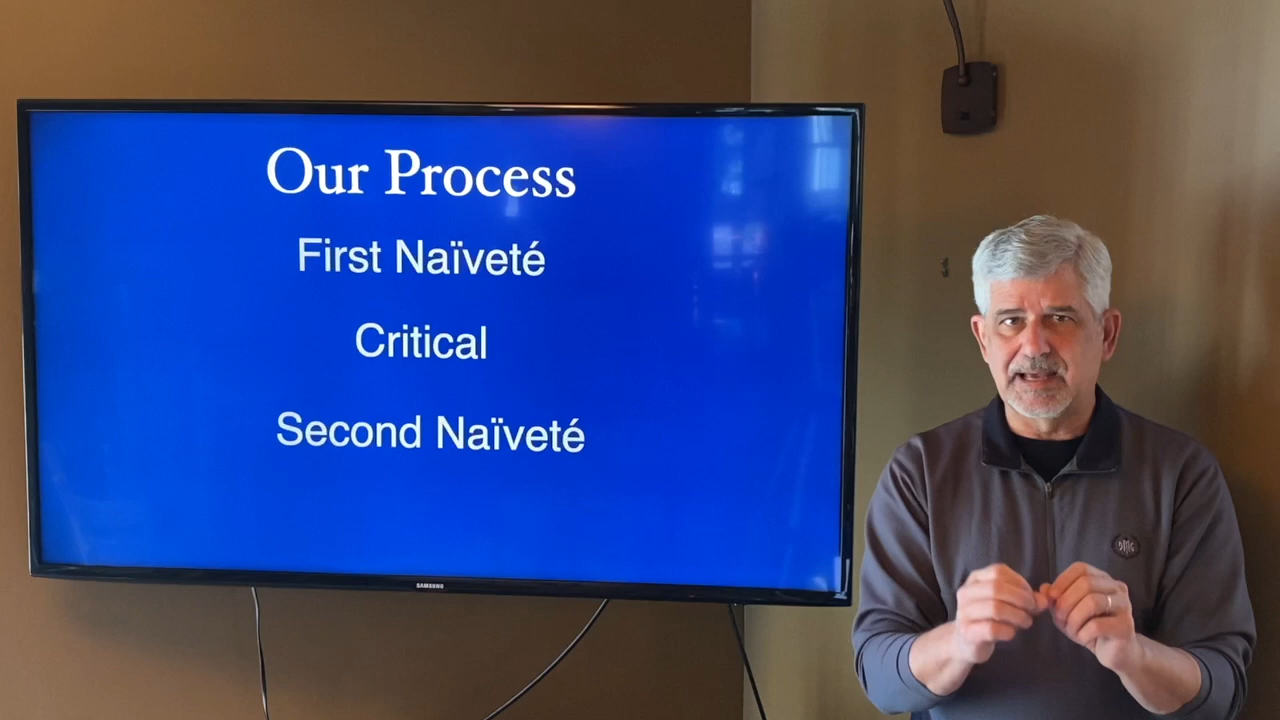 Our Process
First Naïveté
Critical
Second Naïveté
SAMSUNG